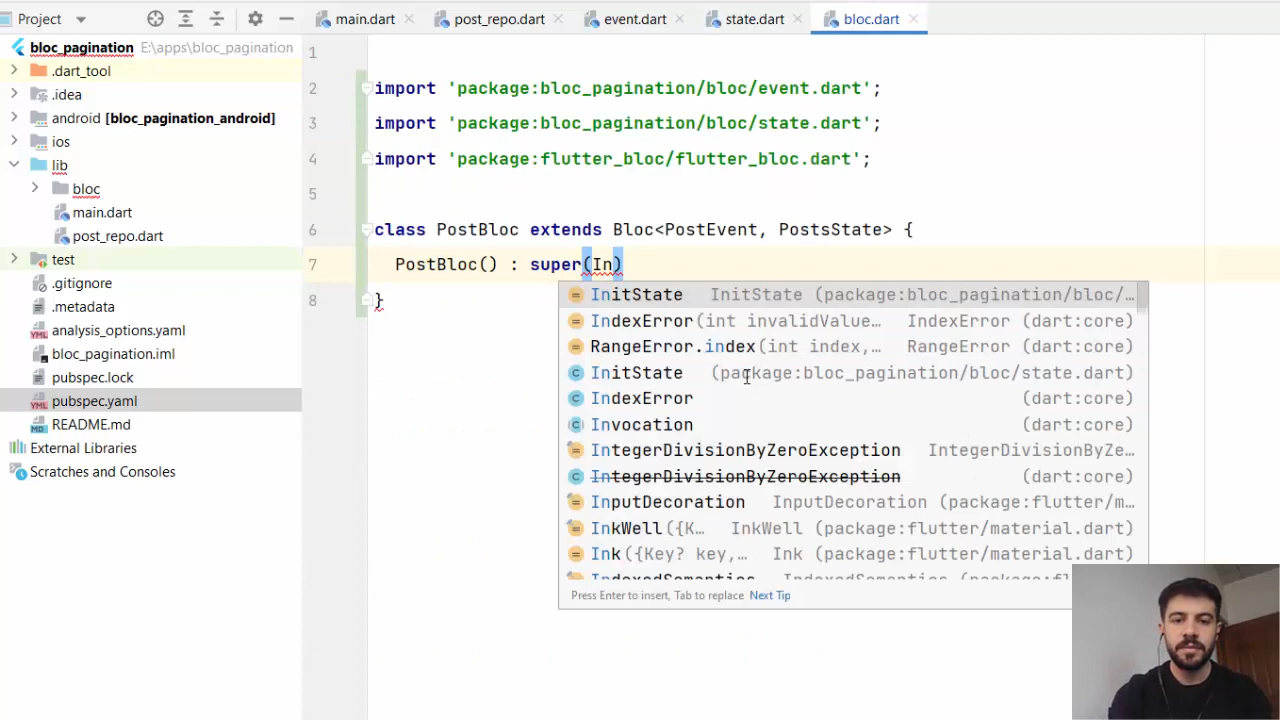 Project
main.dart
post_repo.dart
event.dart
state.dart
bloc.dart
bloc_pagination E:\apps\bloc_pagination
.dart_tool
.idea
android [bloc_pagination_android]
ios
lib
bloc
main.dart
post_repo.dart
test
.gitignore
.metadata
analysis_options.yaml
bloc_pagination.iml
pubspec.lock
pubspec.yaml
README.md
External Libraries
Scratches and Consoles
1
2 import 'package:bloc_pagination/bloc/event.dart';
3 import 'package:bloc_pagination/bloc/state.dart';
4 import 'package:flutter_bloc/flutter_bloc.dart';
5
6 class PostBloc extends Bloc<PostEvent, PostsState> {
7 PostBloc() : super(In)
8 }
InitState InitState (package:bloc_pagination/bloc/…
IndexError(int invalidValue… IndexError (dart:core)
RangeError.index(int index,… RangeError (dart:core)
InitState (package:bloc_pagination/bloc/state.dart)
IndexError (dart:core)
Invocation (dart:core)
IntegerDivisionByZeroException IntegerDivisionByZe…
IntegerDivisionByZeroException (dart:core)
InputDecoration InputDecoration (package:flutter/m…
InkWell({K… InkWell (package:flutter/material.dart)
Ink({Key? key,… Ink (package:flutter/material.dart)
Press Enter to insert, Tab to replace Next Tip